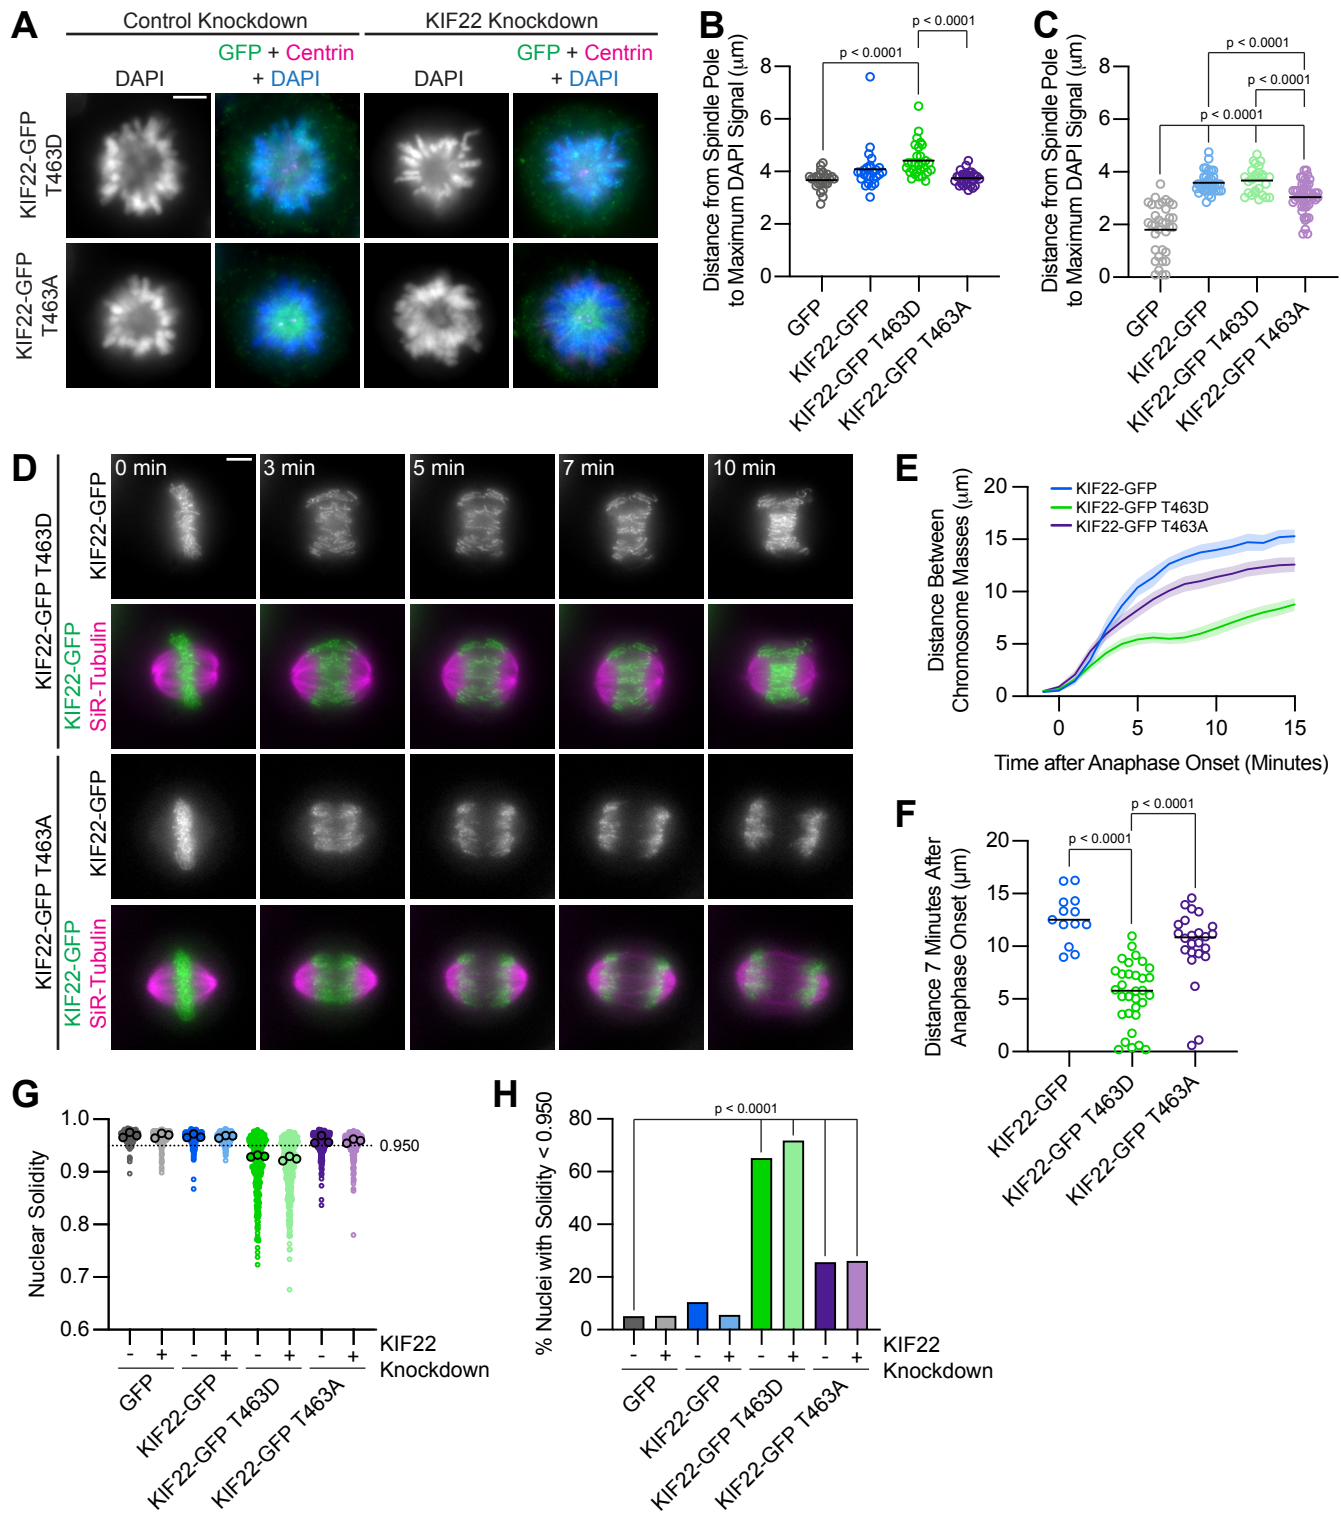 A
Control Knockdown
KIF22 Knockdown
DAPI
GFP + Centrin
+ DAPI
DAPI
GFP + Centrin
+ DAPI
KIF22-GFP
T463D
KIF22-GFP
T463A
B
Distance from Spindle Pole
to Maximum DAPI Signal (μm)
p < 0.0001
p < 0.0001
8
6
4
2
0
GFP
KIF22-GFP
KIF22-GFP T463D
KIF22-GFP T463A
C
Distance from Spindle Pole
to Maximum DAPI Signal (μm)
p < 0.0001
p < 0.0001
p < 0.0001
8
6
4
2
0
GFP
KIF22-GFP
KIF22-GFP T463D
KIF22-GFP T463A
D
0 min
3 min
5 min
7 min
10 min
KIF22-GFP T463D
KIF22-GFP
KIF22-GFP
SiR-Tubulin
KIF22-GFP T463A
KIF22-GFP
KIF22-GFP
SiR-Tubulin
E
Distance Between
Chromosome Masses (μm)
20
15
10
5
0
KIF22-GFP
KIF22-GFP T463D
KIF22-GFP T463A
0
5
10
15
Time after Anaphase Onset (Minutes)
F
Distance 7 Minutes After
Anaphase Onset (μm)
p < 0.0001
p < 0.0001
20
15
10
5
0
KIF22-GFP
KIF22-GFP T463D
KIF22-GFP T463A
G
Nuclear Solidity
1.0
0.9
0.8
0.7
0.6
0.950
- + - + - + - +
KIF22
Knockdown
GFP
KIF22-GFP
KIF22-GFP T463D
KIF22-GFP T463A
H
% Nuclei with Solidity < 0.950
p < 0.0001
80
60
40
20
0
- + - + - + - +
KIF22
Knockdown
GFP
KIF22-GFP
KIF22-GFP T463D
KIF22-GFP T463A